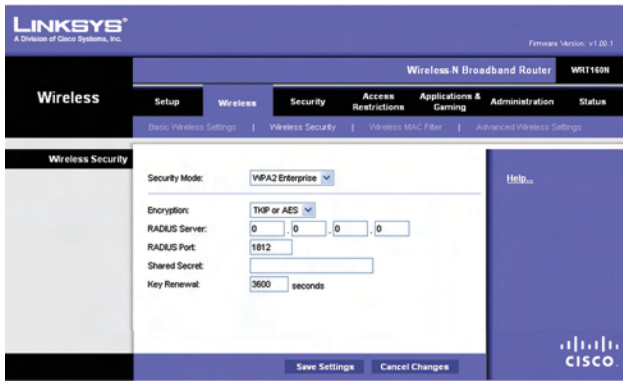 LINKSYS®
A Division of Cisco Systems, Inc.
Firmware Version: v1.00.1
Wireless-N Broadband Router WRT160N
Wireless
Setup Wireless Security Access Restrictions Applications & Gaming Administration Status
Basic Wireless Settings | Wireless Security | Wireless MAC Filter | Advanced Wireless Settings
Wireless Security
Security Mode: WPA2 Enterprise
Help...
Encryption: TKIP or AES
RADIUS Server: 0 . 0 . 0 . 0
RADIUS Port: 1812
Shared Secret:
Key Renewal: 3600 seconds
Save Settings Cancel Changes
CISCO.